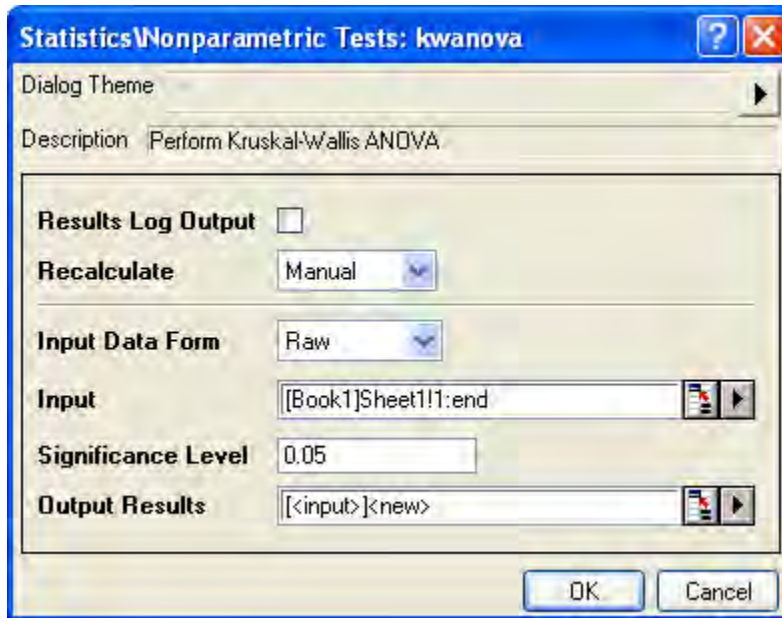 Statistics\Nonparametric Tests: kwanova
Dialog Theme
Description Perform Kruskal-Wallis ANOVA
Results Log Output
Recalculate Manual
Input Data Form Raw
Input [Book1]Sheet1!1:end
Significance Level 0.05
Output Results [<input>]<new>
OK Cancel